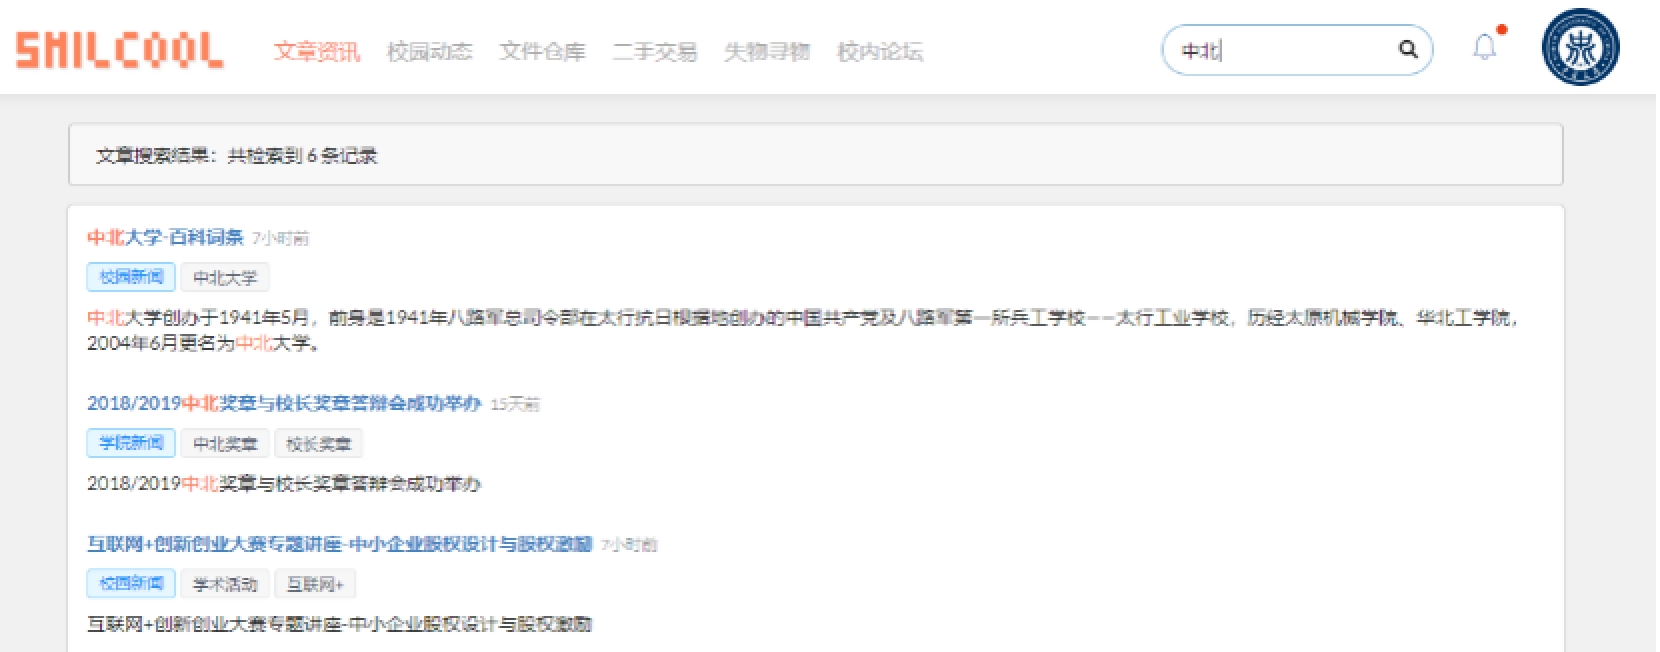 SMILCOOL 文章资讯 校园动态 文件仓库 二手交易 失物寻物 校内论坛 中北
文章搜索结果：共检索到 6 条记录
中北大学-百科词条 7小时前
校园新闻 中北大学
中北大学创办于1941年5月，前身是1941年八路军总司令部在太行抗日根据地创办的中国共产党及八路军第一所兵工学校——太行工业学校，历经太原机械学院、华北工学院，
2004年6月更名为中北大学。
2018/2019中北奖章与校长奖章答辩会成功举办 15天前
学院新闻 中北奖章 校长奖章
2018/2019中北奖章与校长奖章答辩会成功举办
互联网+创新创业大赛专题讲座-中小企业股权设计与股权激励 7小时前
校园新闻 学术活动 互联网+
互联网+创新创业大赛专题讲座-中小企业股权设计与股权激励